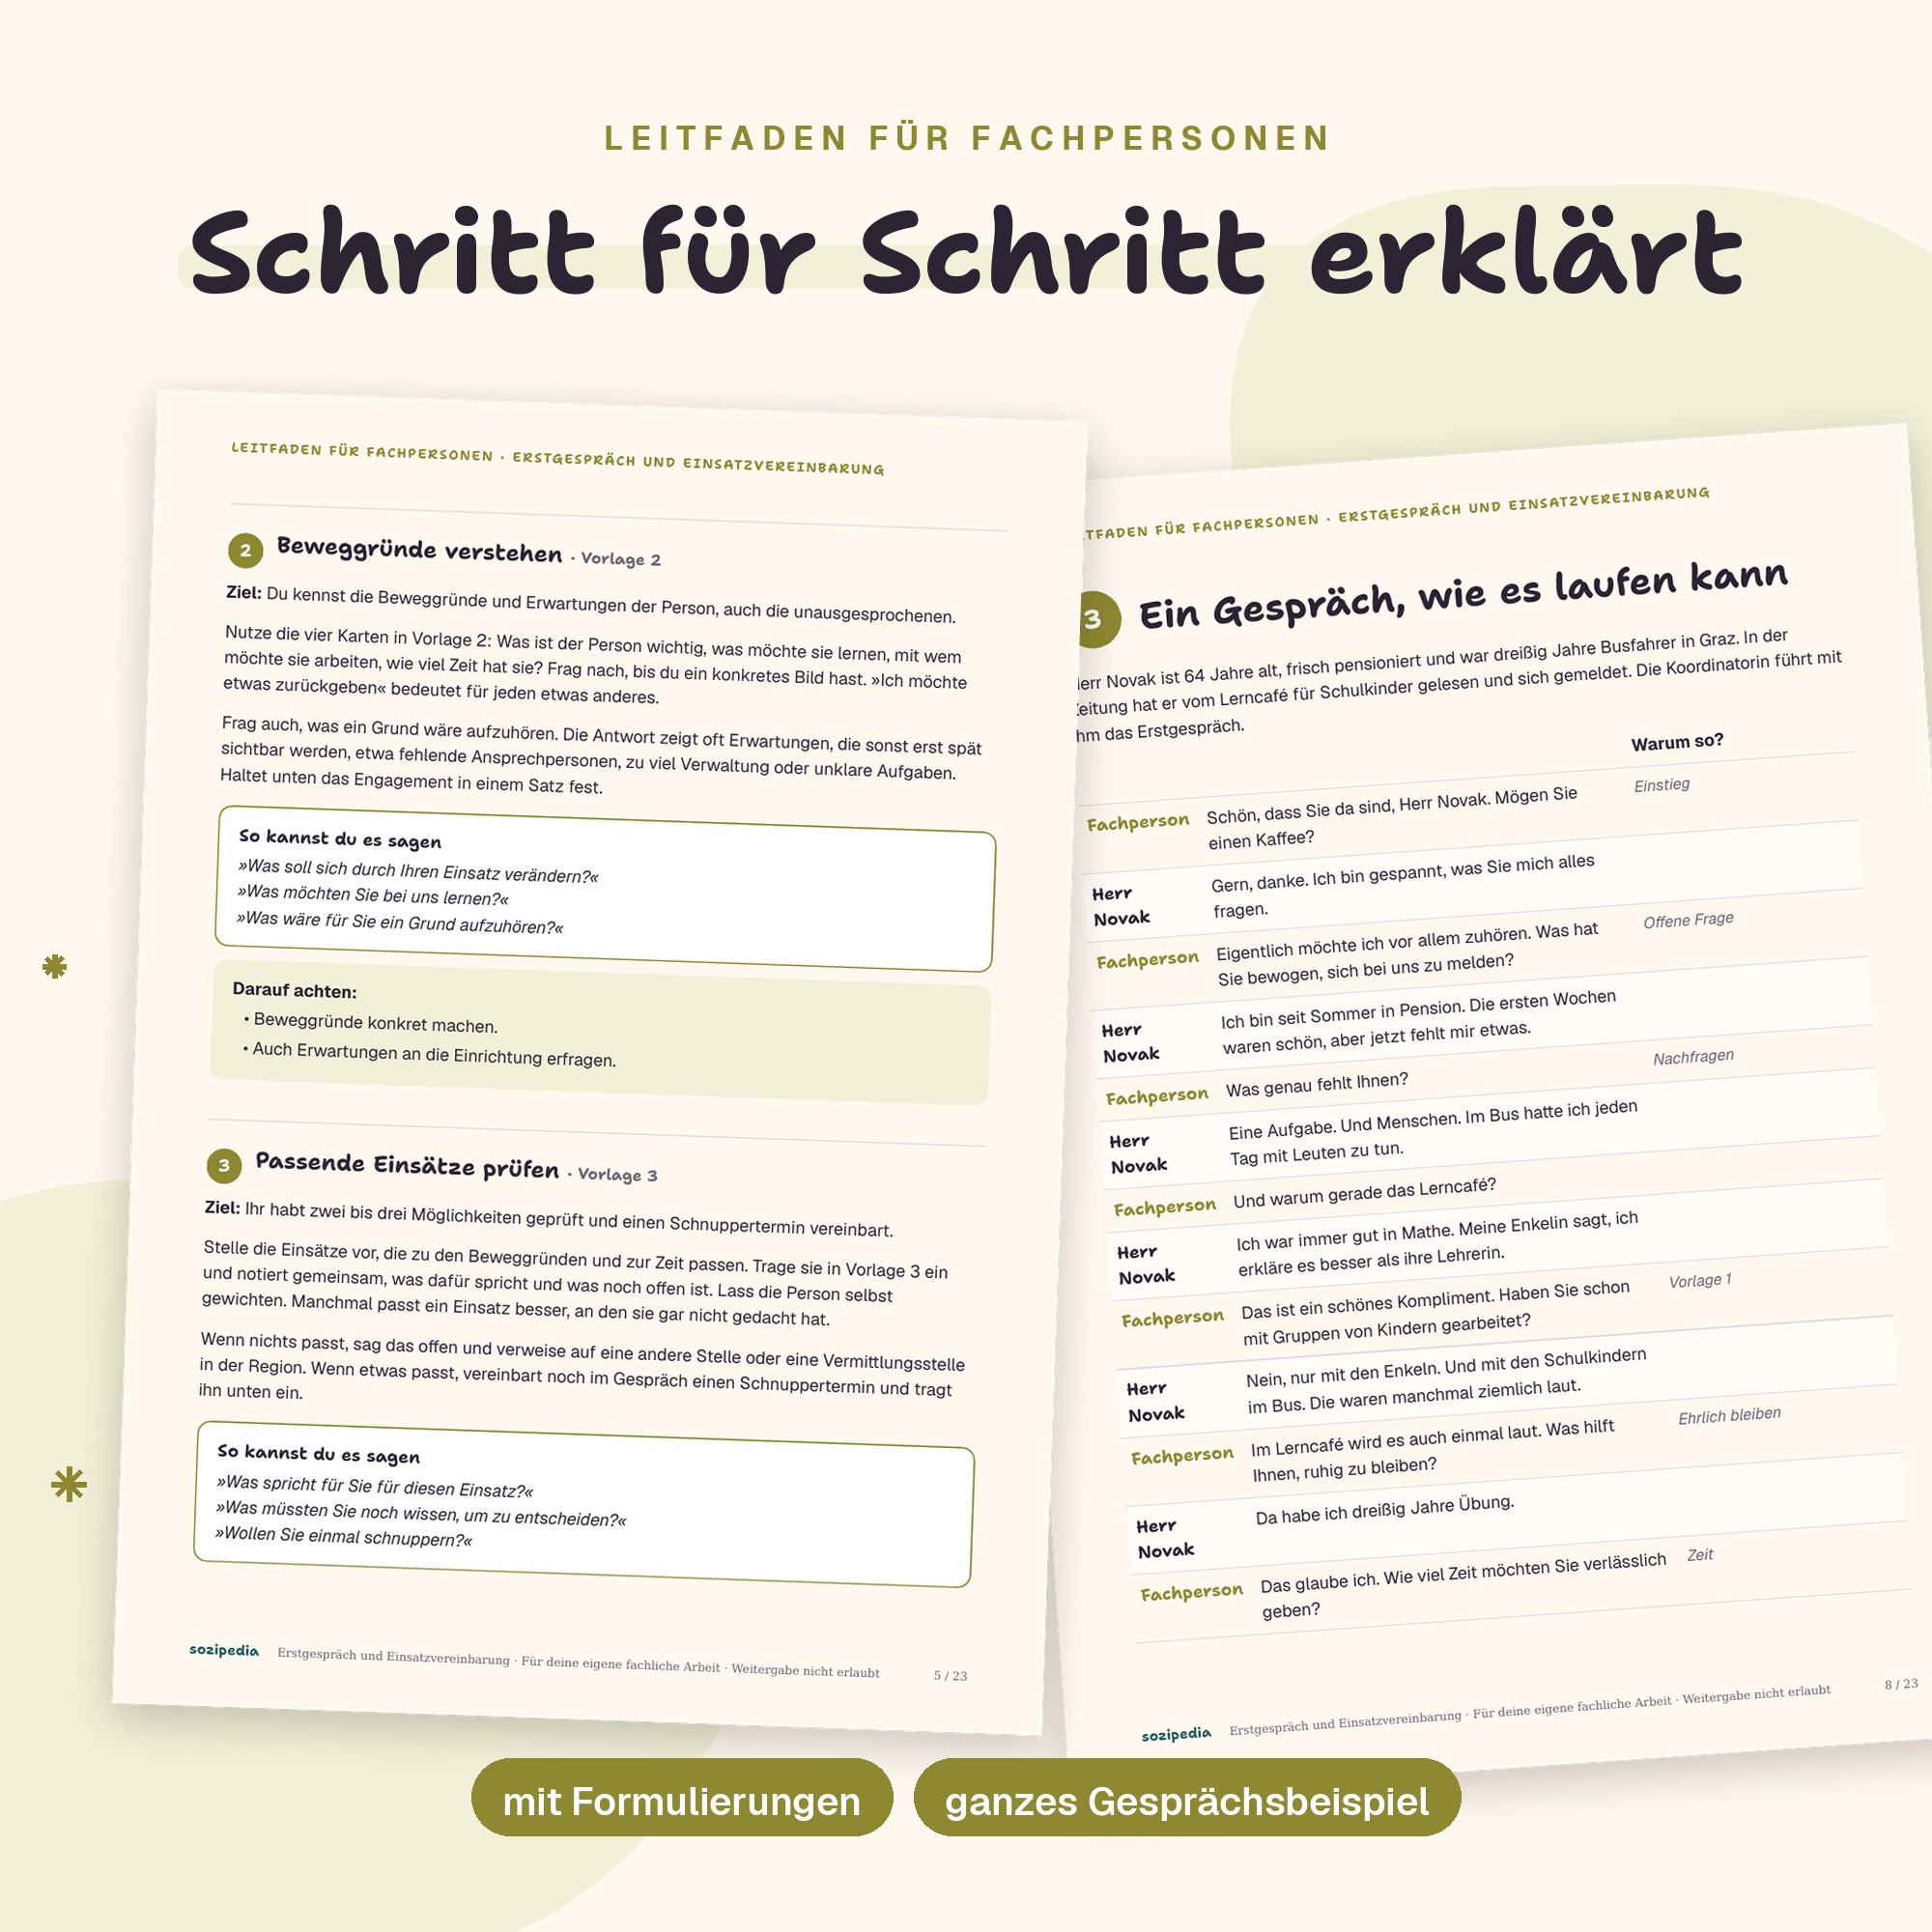 LEITFADEN FÜR FACHPERSONEN
Schritt für Schritt erklärt
LEITFADEN FÜR FACHPERSONEN · ERSTGESPRÄCH UND EINSATZVEREINBARUNG
2 Beweggründe verstehen · Vorlage 2
Ziel: Du kennst die Beweggründe und Erwartungen der Person, auch die unausgesprochenen.
Nutze die vier Karten in Vorlage 2: Was ist der Person wichtig, was möchte sie lernen, mit wem
möchte sie arbeiten, wie viel Zeit hat sie? Frag nach, bis du ein konkretes Bild hast. »Ich möchte
etwas zurückgeben« bedeutet für jeden etwas anderes.
Frag auch, was ein Grund wäre aufzuhören. Die Antwort zeigt oft Erwartungen, die sonst erst spät
sichtbar werden, etwa fehlende Ansprechpersonen, zu viel Verwaltung oder unklare Aufgaben.
Haltet unten das Engagement in einem Satz fest.
So kannst du es sagen
»Was soll sich durch Ihren Einsatz verändern?«
»Was möchten Sie bei uns lernen?«
»Was wäre für Sie ein Grund aufzuhören?«
Darauf achten:
• Beweggründe konkret machen.
• Auch Erwartungen an die Einrichtung erfragen.
3 Passende Einsätze prüfen · Vorlage 3
Ziel: Ihr habt zwei bis drei Möglichkeiten geprüft und einen Schnuppertermin vereinbart.
Stelle die Einsätze vor, die zu den Beweggründen und zur Zeit passen. Trage sie in Vorlage 3 ein
und notiert gemeinsam, was dafür spricht und was noch offen ist. Lass die Person selbst
gewichten. Manchmal passt ein Einsatz besser, an den sie gar nicht gedacht hat.
Wenn nichts passt, sag das offen und verweise auf eine andere Stelle oder eine Vermittlungsstelle
in der Region. Wenn etwas passt, vereinbart noch im Gespräch einen Schnuppertermin und tragt
ihn unten ein.
So kannst du es sagen
»Was spricht für Sie für diesen Einsatz?«
»Was müssten Sie noch wissen, um zu entscheiden?«
»Wollen Sie einmal schnuppern?«
sozipedia Erstgespräch und Einsatzvereinbarung · Für deine eigene fachliche Arbeit · Weitergabe nicht erlaubt 5 / 23
FÜR FACHPERSONEN · ERSTGESPRÄCH UND EINSATZVEREINBARUNG
3 Ein Gespräch, wie es laufen kann
Novak ist 64 Jahre alt, frisch pensioniert und war dreißig Jahre Busfahrer in Graz. In der
hat er vom Lerncafé für Schulkinder gelesen und sich gemeldet. Die Koordinatorin führt mit
das Erstgespräch.
Warum so?
Fachperson Schön, dass Sie da sind, Herr Novak. Mögen Sie Einstieg
einen Kaffee?
Herr Gern, danke. Ich bin gespannt, was Sie mich alles
Novak fragen.
Fachperson Eigentlich möchte ich vor allem zuhören. Was hat Offene Frage
Sie bewogen, sich bei uns zu melden?
Herr Ich bin seit Sommer in Pension. Die ersten Wochen
Novak waren schön, aber jetzt fehlt mir etwas.
Fachperson Was genau fehlt Ihnen? Nachfragen
Herr Eine Aufgabe. Und Menschen. Im Bus hatte ich jeden
Novak Tag mit Leuten zu tun.
Fachperson Und warum gerade das Lerncafé?
Herr Ich war immer gut in Mathe. Meine Enkelin sagt, ich
Novak erkläre es besser als ihre Lehrerin.
Fachperson Das ist ein schönes Kompliment. Haben Sie schon Vorlage 1
mit Gruppen von Kindern gearbeitet?
Herr Nein, nur mit den Enkeln. Und mit den Schulkindern
Novak im Bus. Die waren manchmal ziemlich laut.
Fachperson Im Lerncafé wird es auch einmal laut. Was hilft Ehrlich bleiben
Ihnen, ruhig zu bleiben?
Herr Da habe ich dreißig Jahre Übung.
Novak
Fachperson Das glaube ich. Wie viel Zeit möchten Sie verlässlich Zeit
geben?
sozipedia Erstgespräch und Einsatzvereinbarung · Für deine eigene fachliche Arbeit · Weitergabe nicht erlaubt 8 / 23
mit Formulierungen
ganzes Gesprächsbeispiel